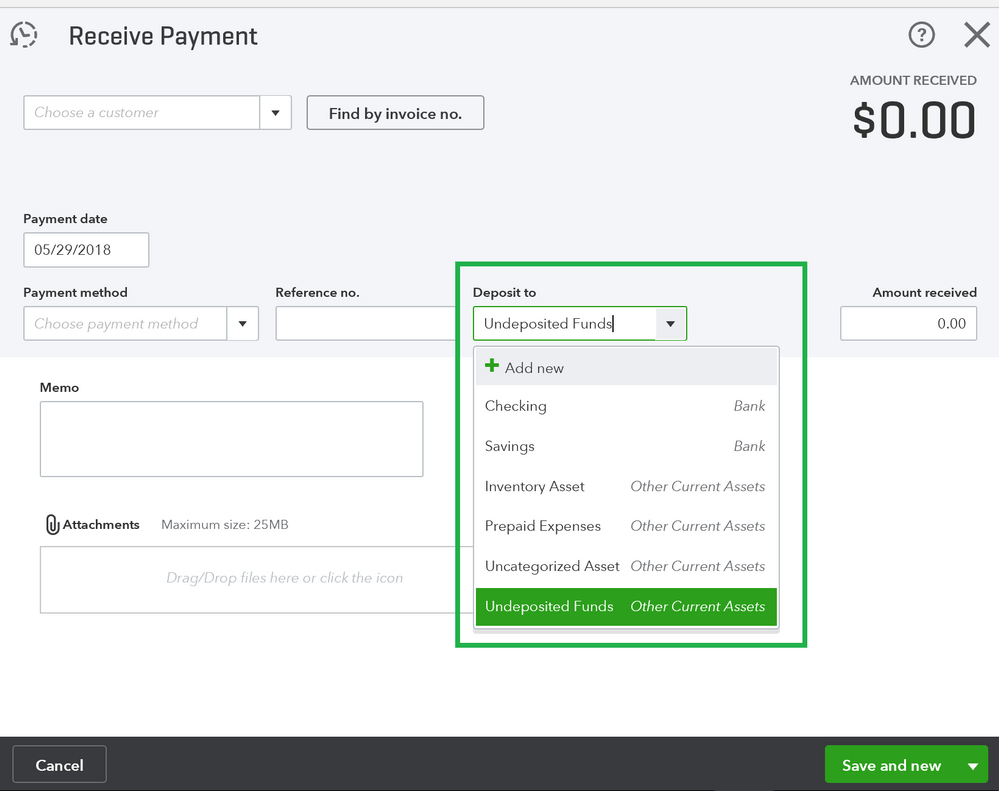 Receive Payment
?
AMOUNT RECEIVED
$0.00
Choose a customer
Find by invoice no.
Payment date
05/29/2018
Payment method
Reference no.
Deposit to
Amount received
Choose payment method
Undeposited Funds
0.00
Add new
Memo
Checking Bank
Savings Bank
Inventory Asset Other Current Assets
Prepaid Expenses Other Current Assets
Attachments Maximum size: 25MB
Uncategorized Asset Other Current Assets
Drag/Drop files here or click the icon
Undeposited Funds Other Current Assets
Cancel
Save and new